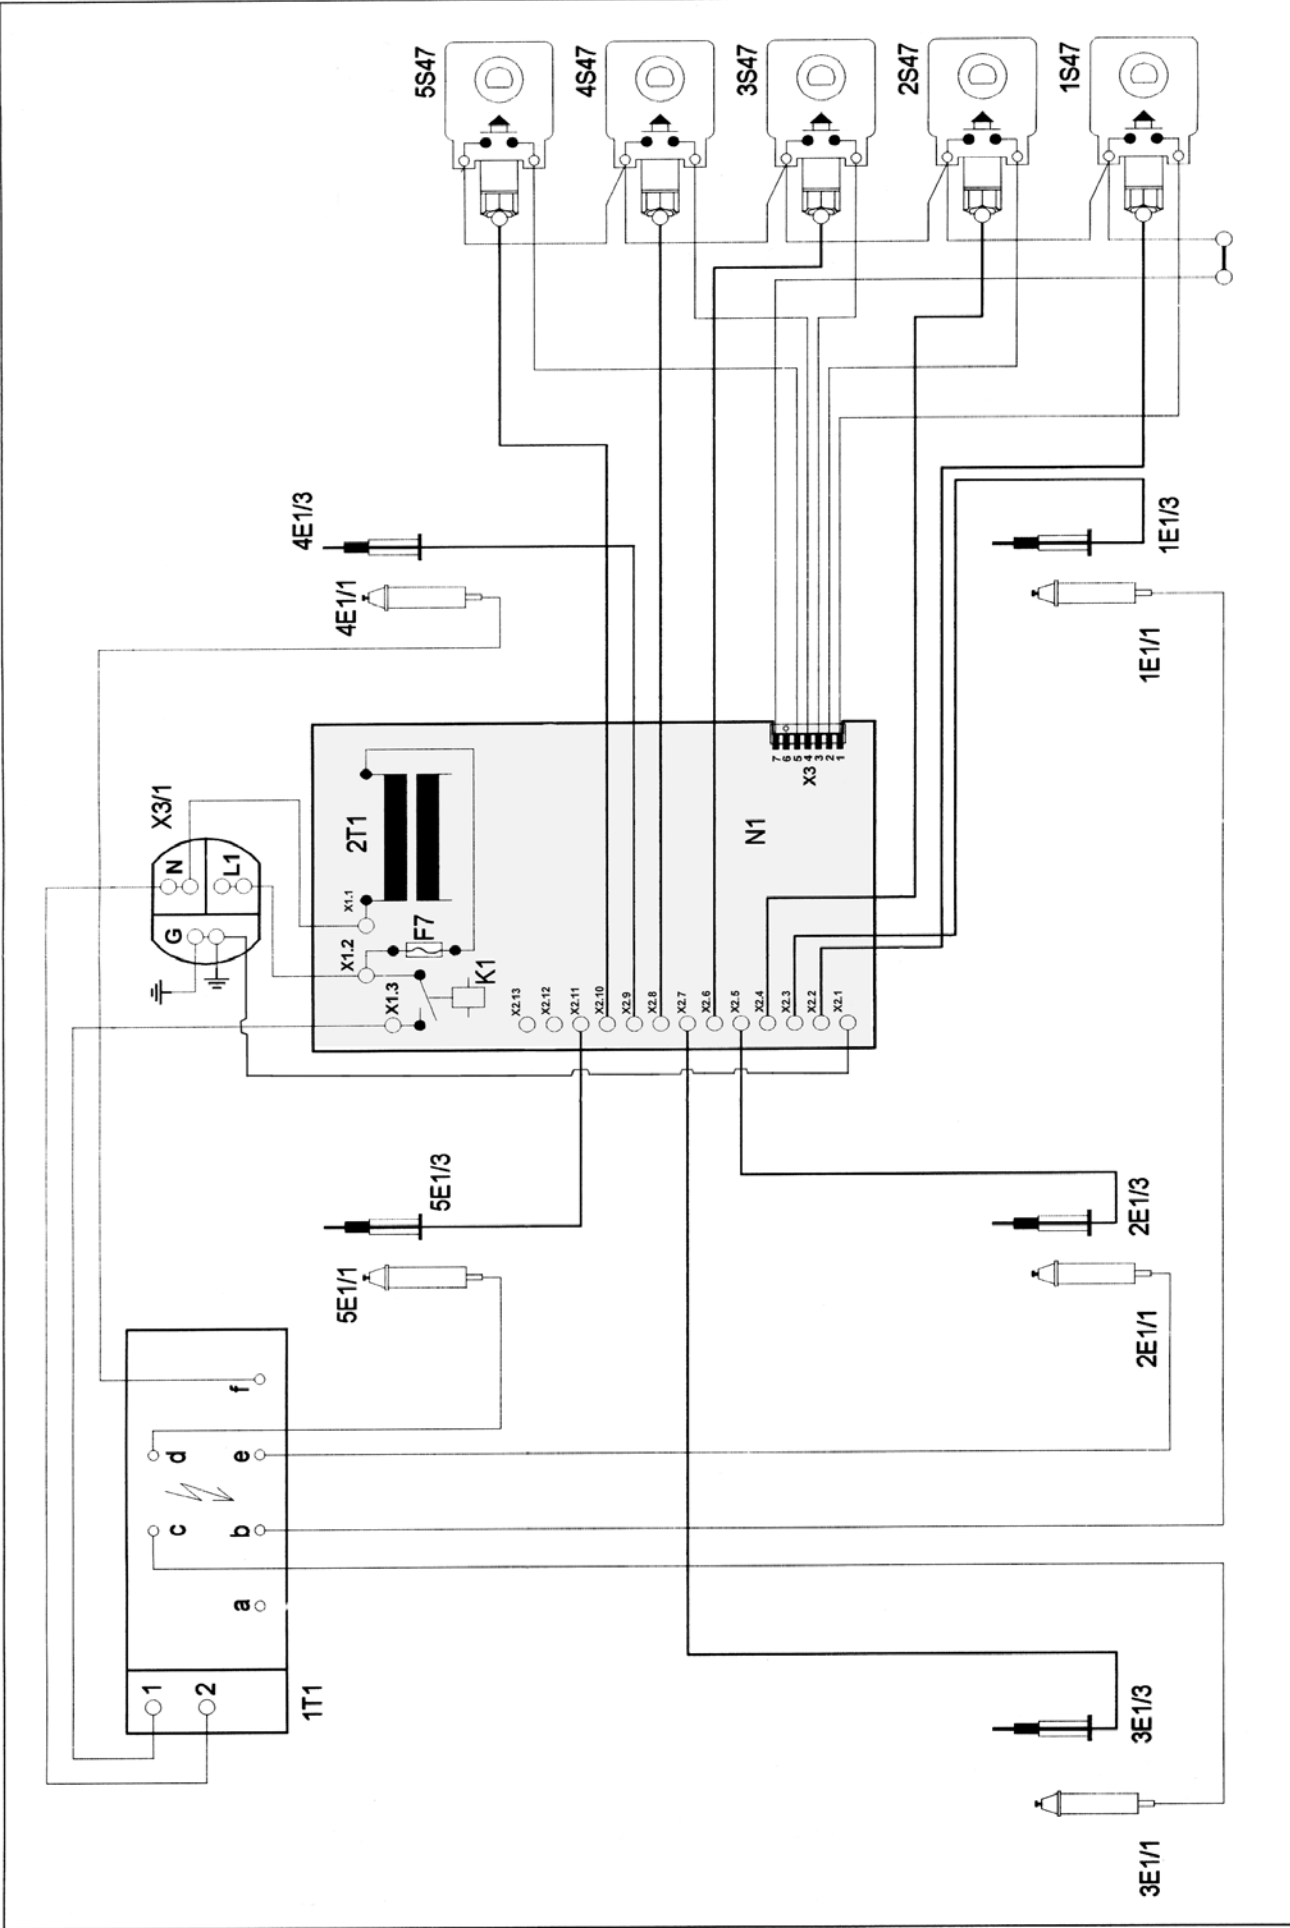 5S47
4S47
3S47
2S47
1S47
4E1/3
4E1/1
1E1/3
1E1/1
X3/1
N
L1
G
2T1
X1.1
X1.2
F7
X1.3
K1
N1
X3
7
6
5
4
3
2
1
X2.13
X2.12
X2.11
X2.10
X2.9
X2.8
X2.7
X2.6
X2.5
X2.4
X2.3
X2.2
X2.1
5E1/3
5E1/1
2E1/3
2E1/1
f
d
e
c
b
a
1
2
1T1
3E1/3
3E1/1